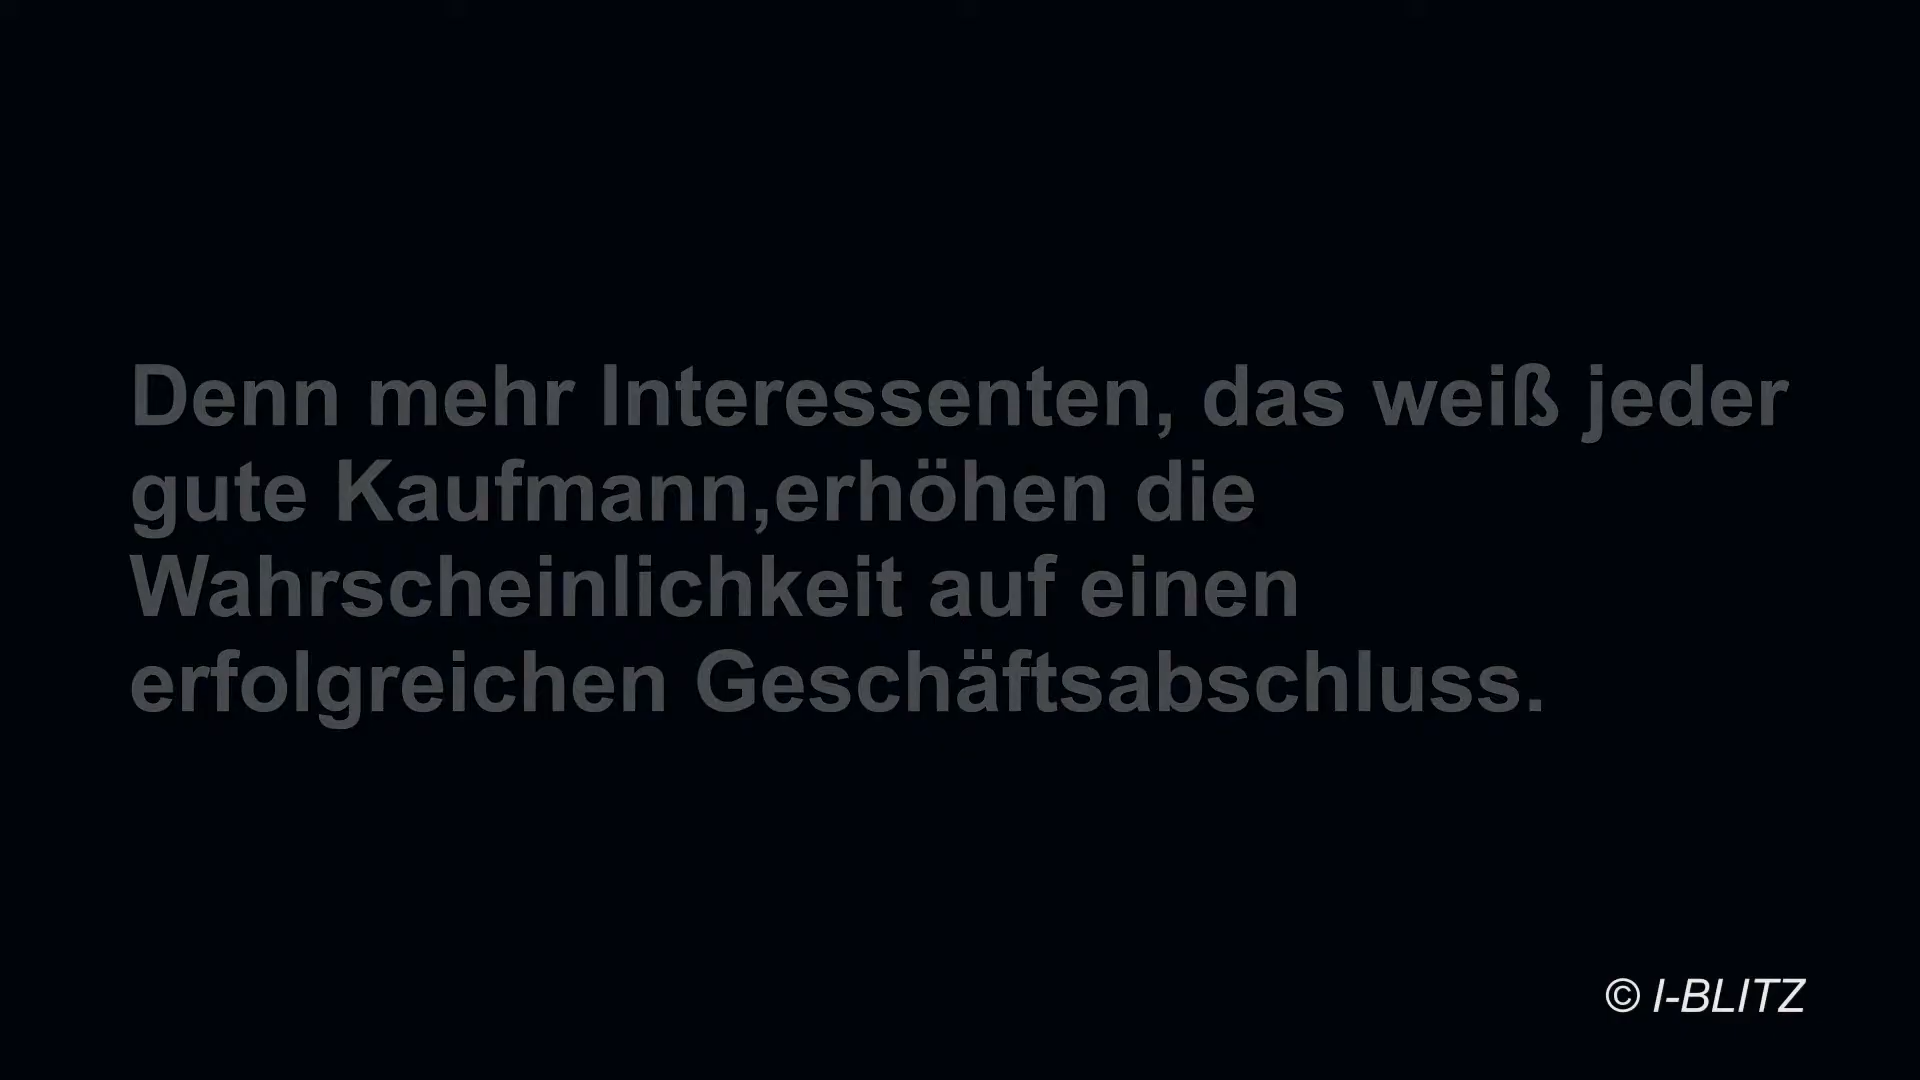 Denn mehr Interessenten, das weiß jeder
gute Kaufmann,erhöhen die
Wahrscheinlichkeit auf einen
erfolgreichen Geschäftsabschluss.
© I-BLITZ